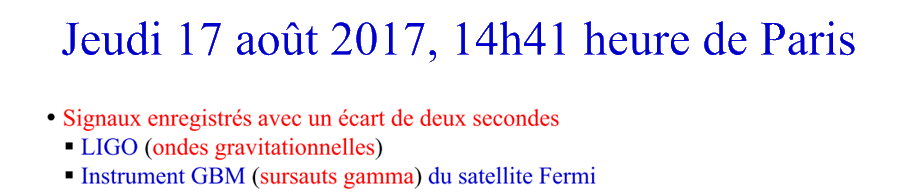 Jeudi 17 août 2017, 14h41 heure de Paris
• Signaux enregistrés avec un écart de deux secondes
▪ LIGO (ondes gravitationnelles)
▪ Instrument GBM (sursauts gamma) du satellite Fermi